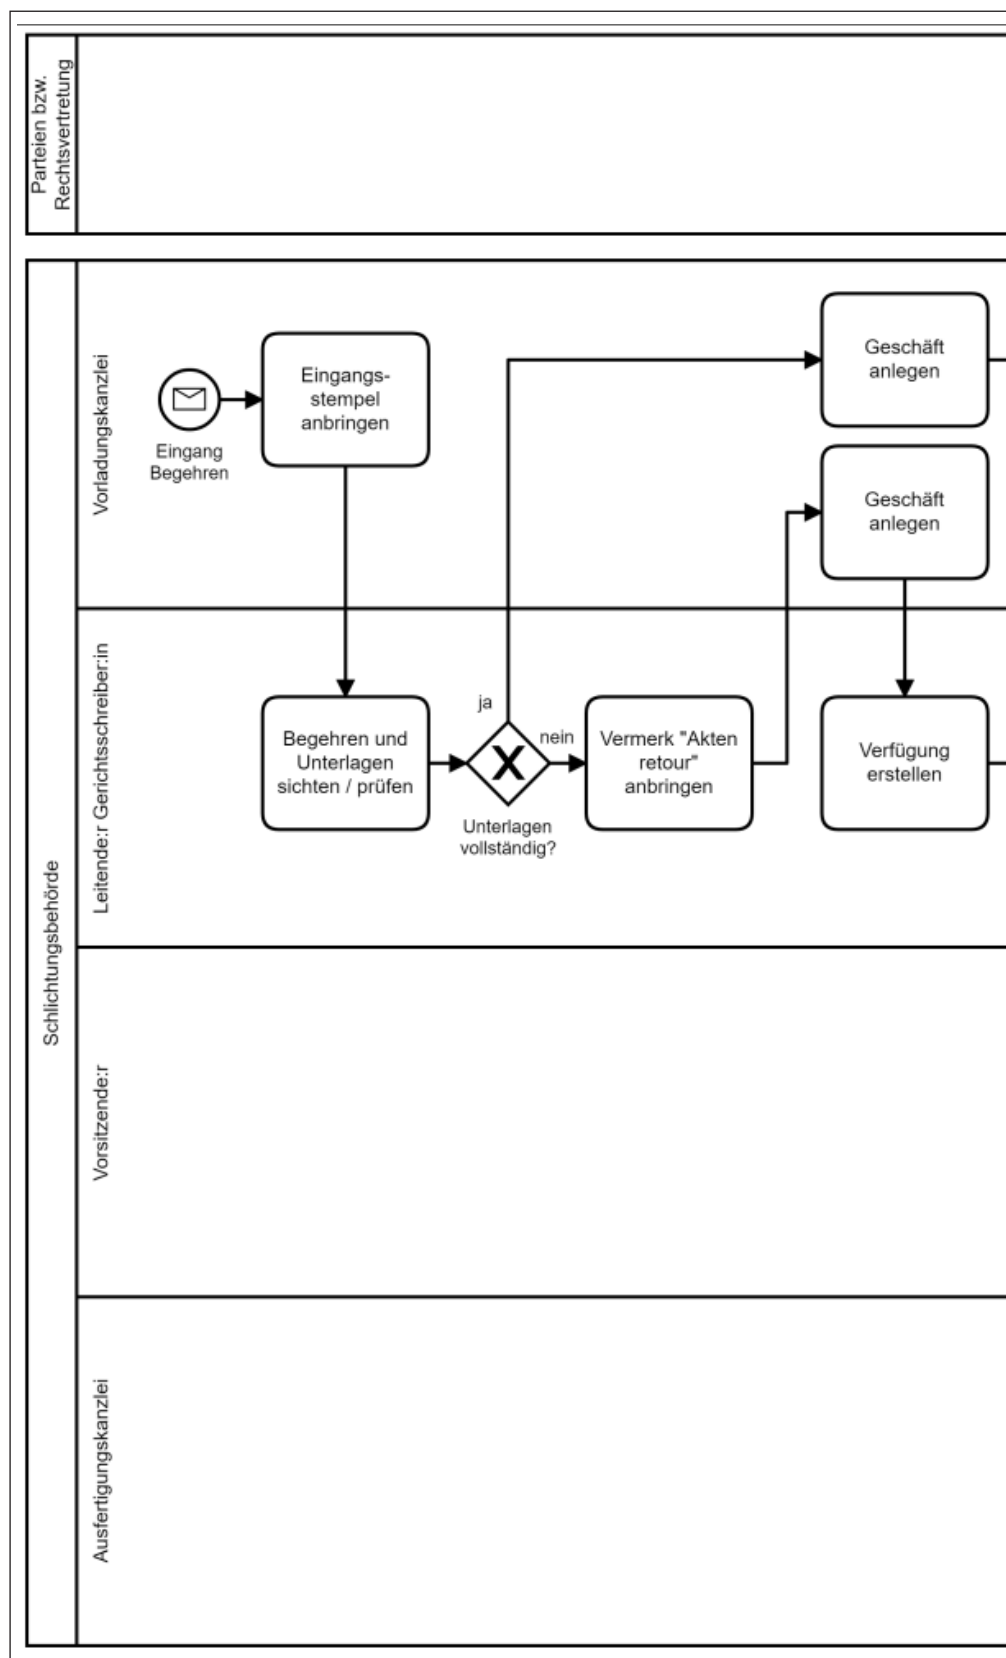 Parteien bzw.
Rechtsvertretung
Schlichtungsbehörde
Vorladungskanzlei
Eingang
Begehren
Eingangs-
stempel
anbringen
Geschäft
anlegen
Geschäft
anlegen
Leitende:r Gerichtsschreiber:in
Begehren und
Unterlagen
sichten / prüfen
ja
nein
Unterlagen
vollständig?
Vermerk "Akten
retour"
anbringen
Verfügung
erstellen
Vorsitzende:r
Ausfertigungskanzlei